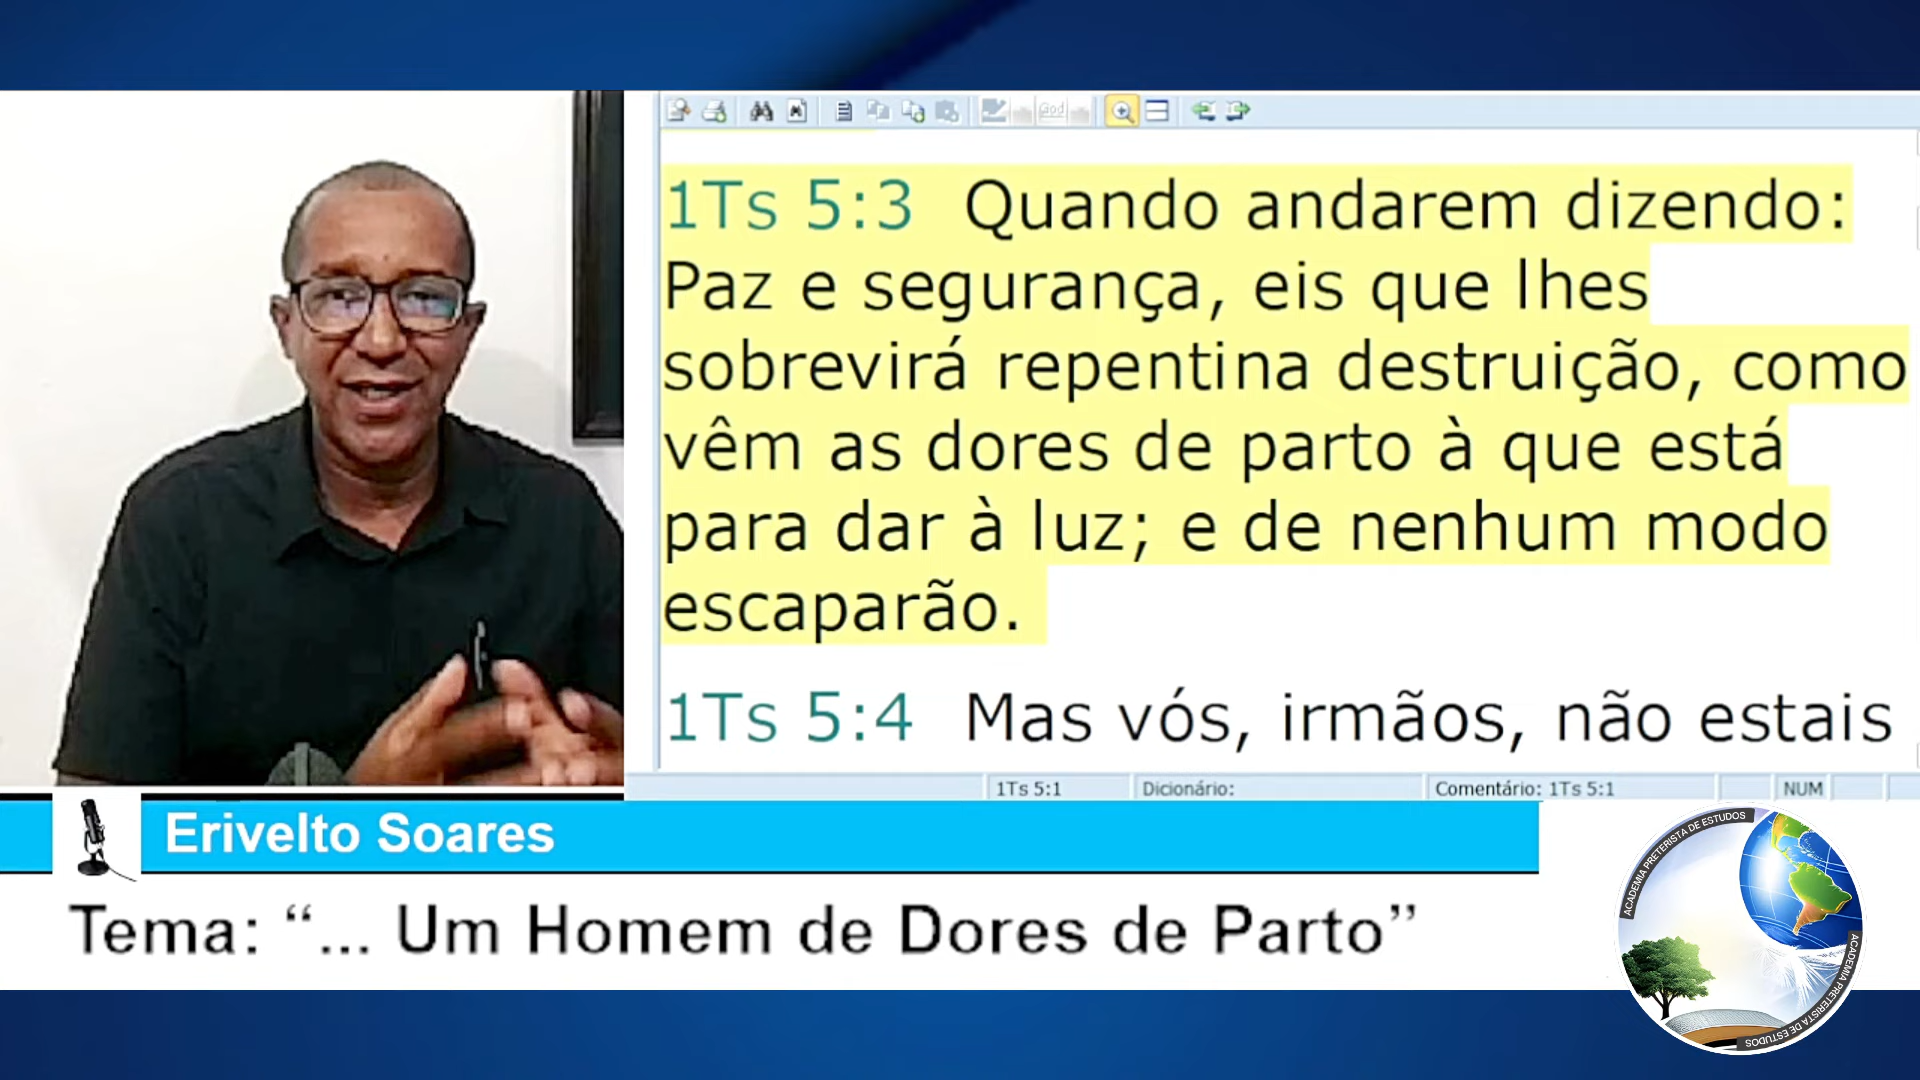 God
1Ts 5:3 Quando andarem dizendo:
Paz e segurança, eis que lhes
sobrevirá repentina destruição, como
vêm as dores de parto à que está
para dar à luz; e de nenhum modo
escaparão.
1Ts 5:4 Mas vós, irmãos, não estais
1Ts 5:1 Dicionário: Comentário: 1Ts 5:1 NUM
Erivelto Soares
Tema: “... Um Homem de Dores de Parto”
ACADEMIA PRETERISTA DE ESTUDOS
ACADEMIA PRETERISTA DE ESTUDOS